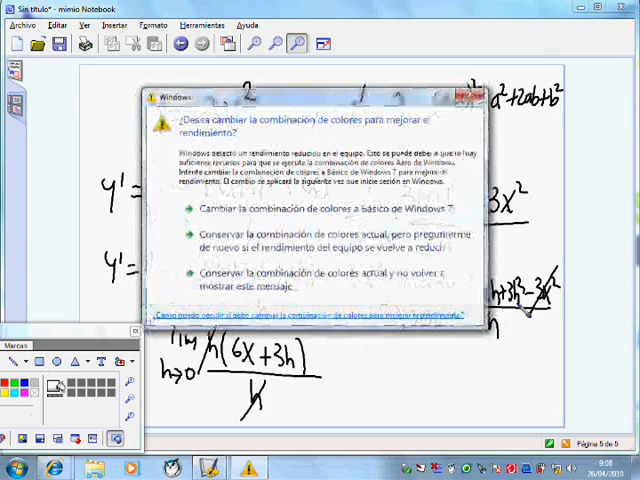 Sin título* - mimio Notebook
Archivo Editar Ver Insertar Formato Herramientas Ayuda
2
a²+2ab+b²
Windows
¿Desea cambiar la combinación de colores para mejorar el
rendimiento?
Windows detectó un rendimiento reducido en el equipo. Esto se puede deber a que no hay
suficiente recursos para que se ejecute la combinación de colores Aero de Windows.
Intente cambiar la combinación de colores a Básico de Windows 7 para mejorar el
rendimiento. El cambio se aplicará la siguiente vez que inicie sesión en Windows.
Cambiar la combinación de colores a Básico de Windows 7
Conservar la combinación de colores actual, pero preguntarme
de nuevo si el rendimiento del equipo se vuelve a reducir
Conservar la combinación de colores actual y no volver a
mostrar este mensaje
¿Cómo puedo decidir si debo cambiar la combinación de colores para mejorar el rendimiento?
y' =
3x²
y' =
h+3h²-3x²
h
lim
h→0
h(6x+3h)
h
Marcas
Página 5 de 5
9:08
26/04/2010